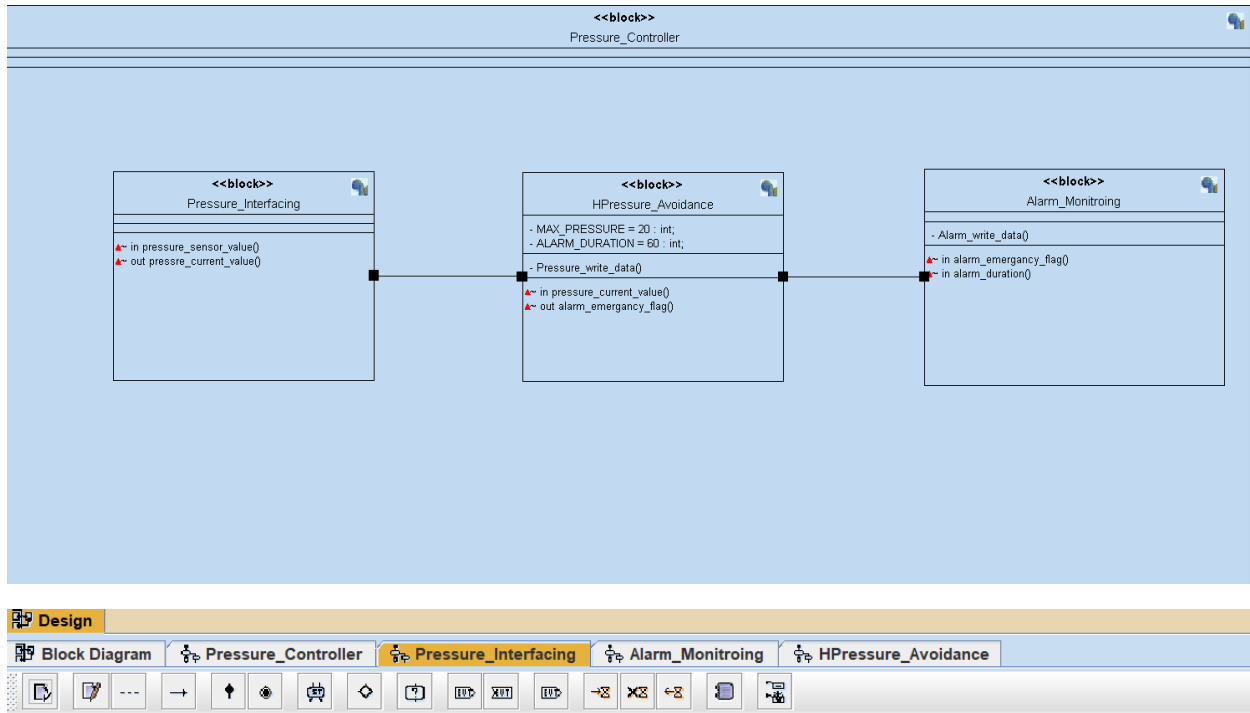 <<block>>
Pressure_Controller
<<block>>
Pressure_Interfacing
~ in pressure_sensor_value()
~ out pressre_current_value()
<<block>>
HPressure_Avoidance
- MAX_PRESSURE = 20 : int;
- ALARM_DURATION = 60 : int;
- Pressure_write_data()
~ in pressure_current_value()
~ out alarm_emergancy_flag()
<<block>>
Alarm_Monitroing
- Alarm_write_data()
~ in alarm_emergancy_flag()
~ in alarm_duration()
Design
Block Diagram Pressure_Controller Pressure_Interfacing Alarm_Monitroing HPressure_Avoidance